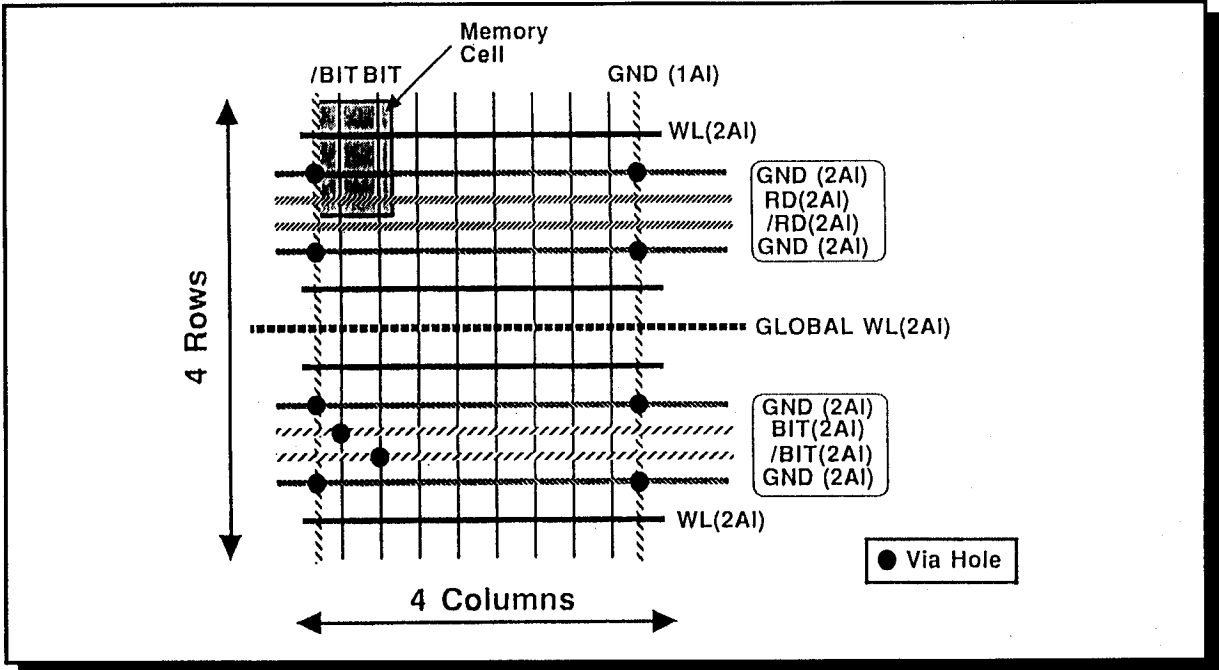 Memory
Cell
/BIT BIT
GND (1Al)
WL(2Al)
GND (2Al)
RD(2Al)
/RD(2Al)
GND (2Al)
4 Rows
GLOBAL WL(2Al)
GND (2Al)
BIT(2Al)
/BIT(2Al)
GND (2Al)
WL(2Al)
Via Hole
4 Columns